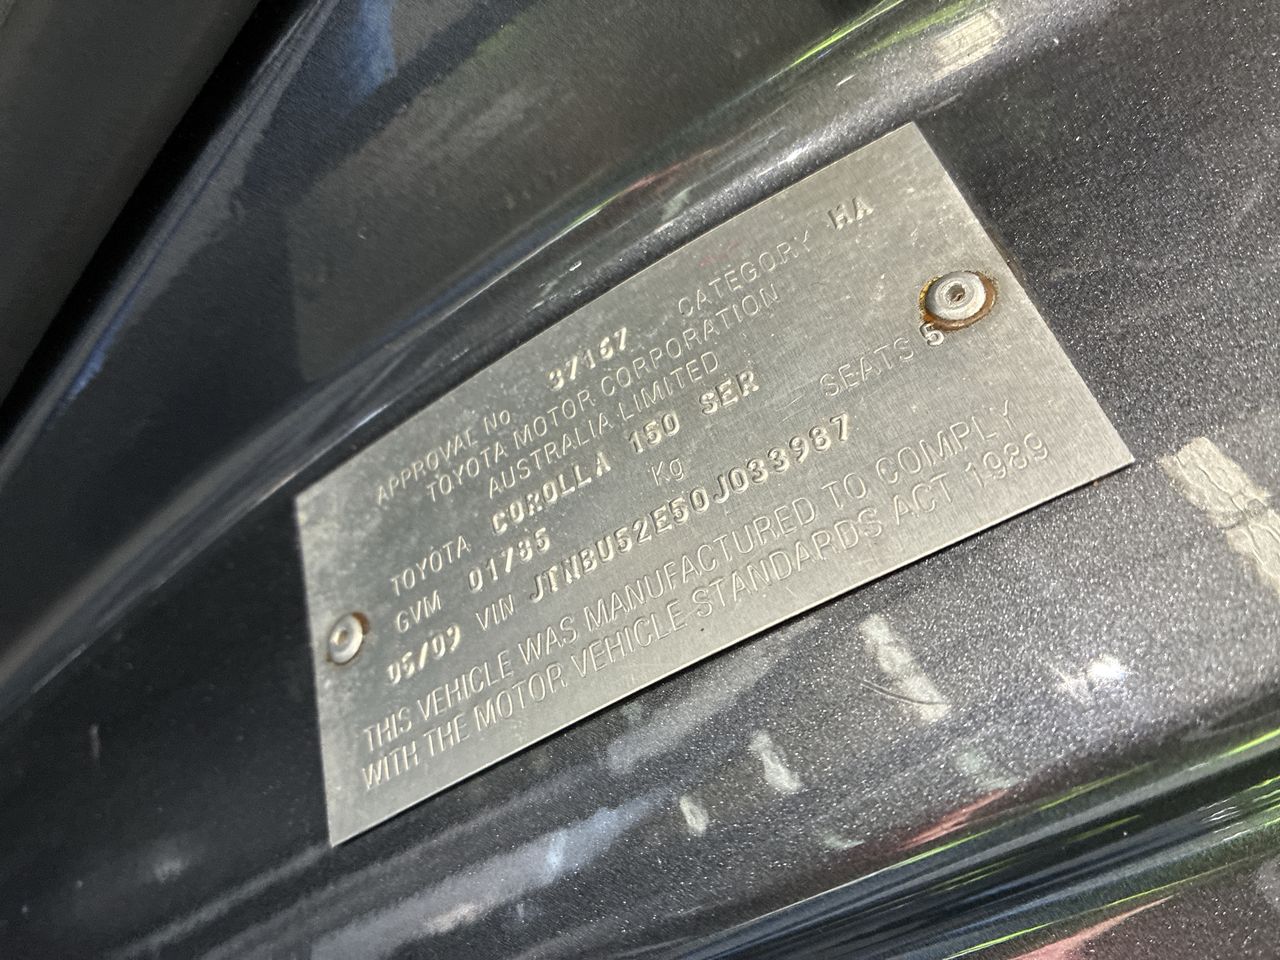 APPROVAL No 37167 CATEGORY MA
TOYOTA MOTOR CORPORATION
AUSTRALIA LIMITED
TOYOTA COROLLA 150 SER
GVM 01785 Kg SEATS 5
05/09 VIN JTNBU52E50J033987
THIS VEHICLE WAS MANUFACTURED TO COMPLY
WITH THE MOTOR VEHICLE STANDARDS ACT 1989